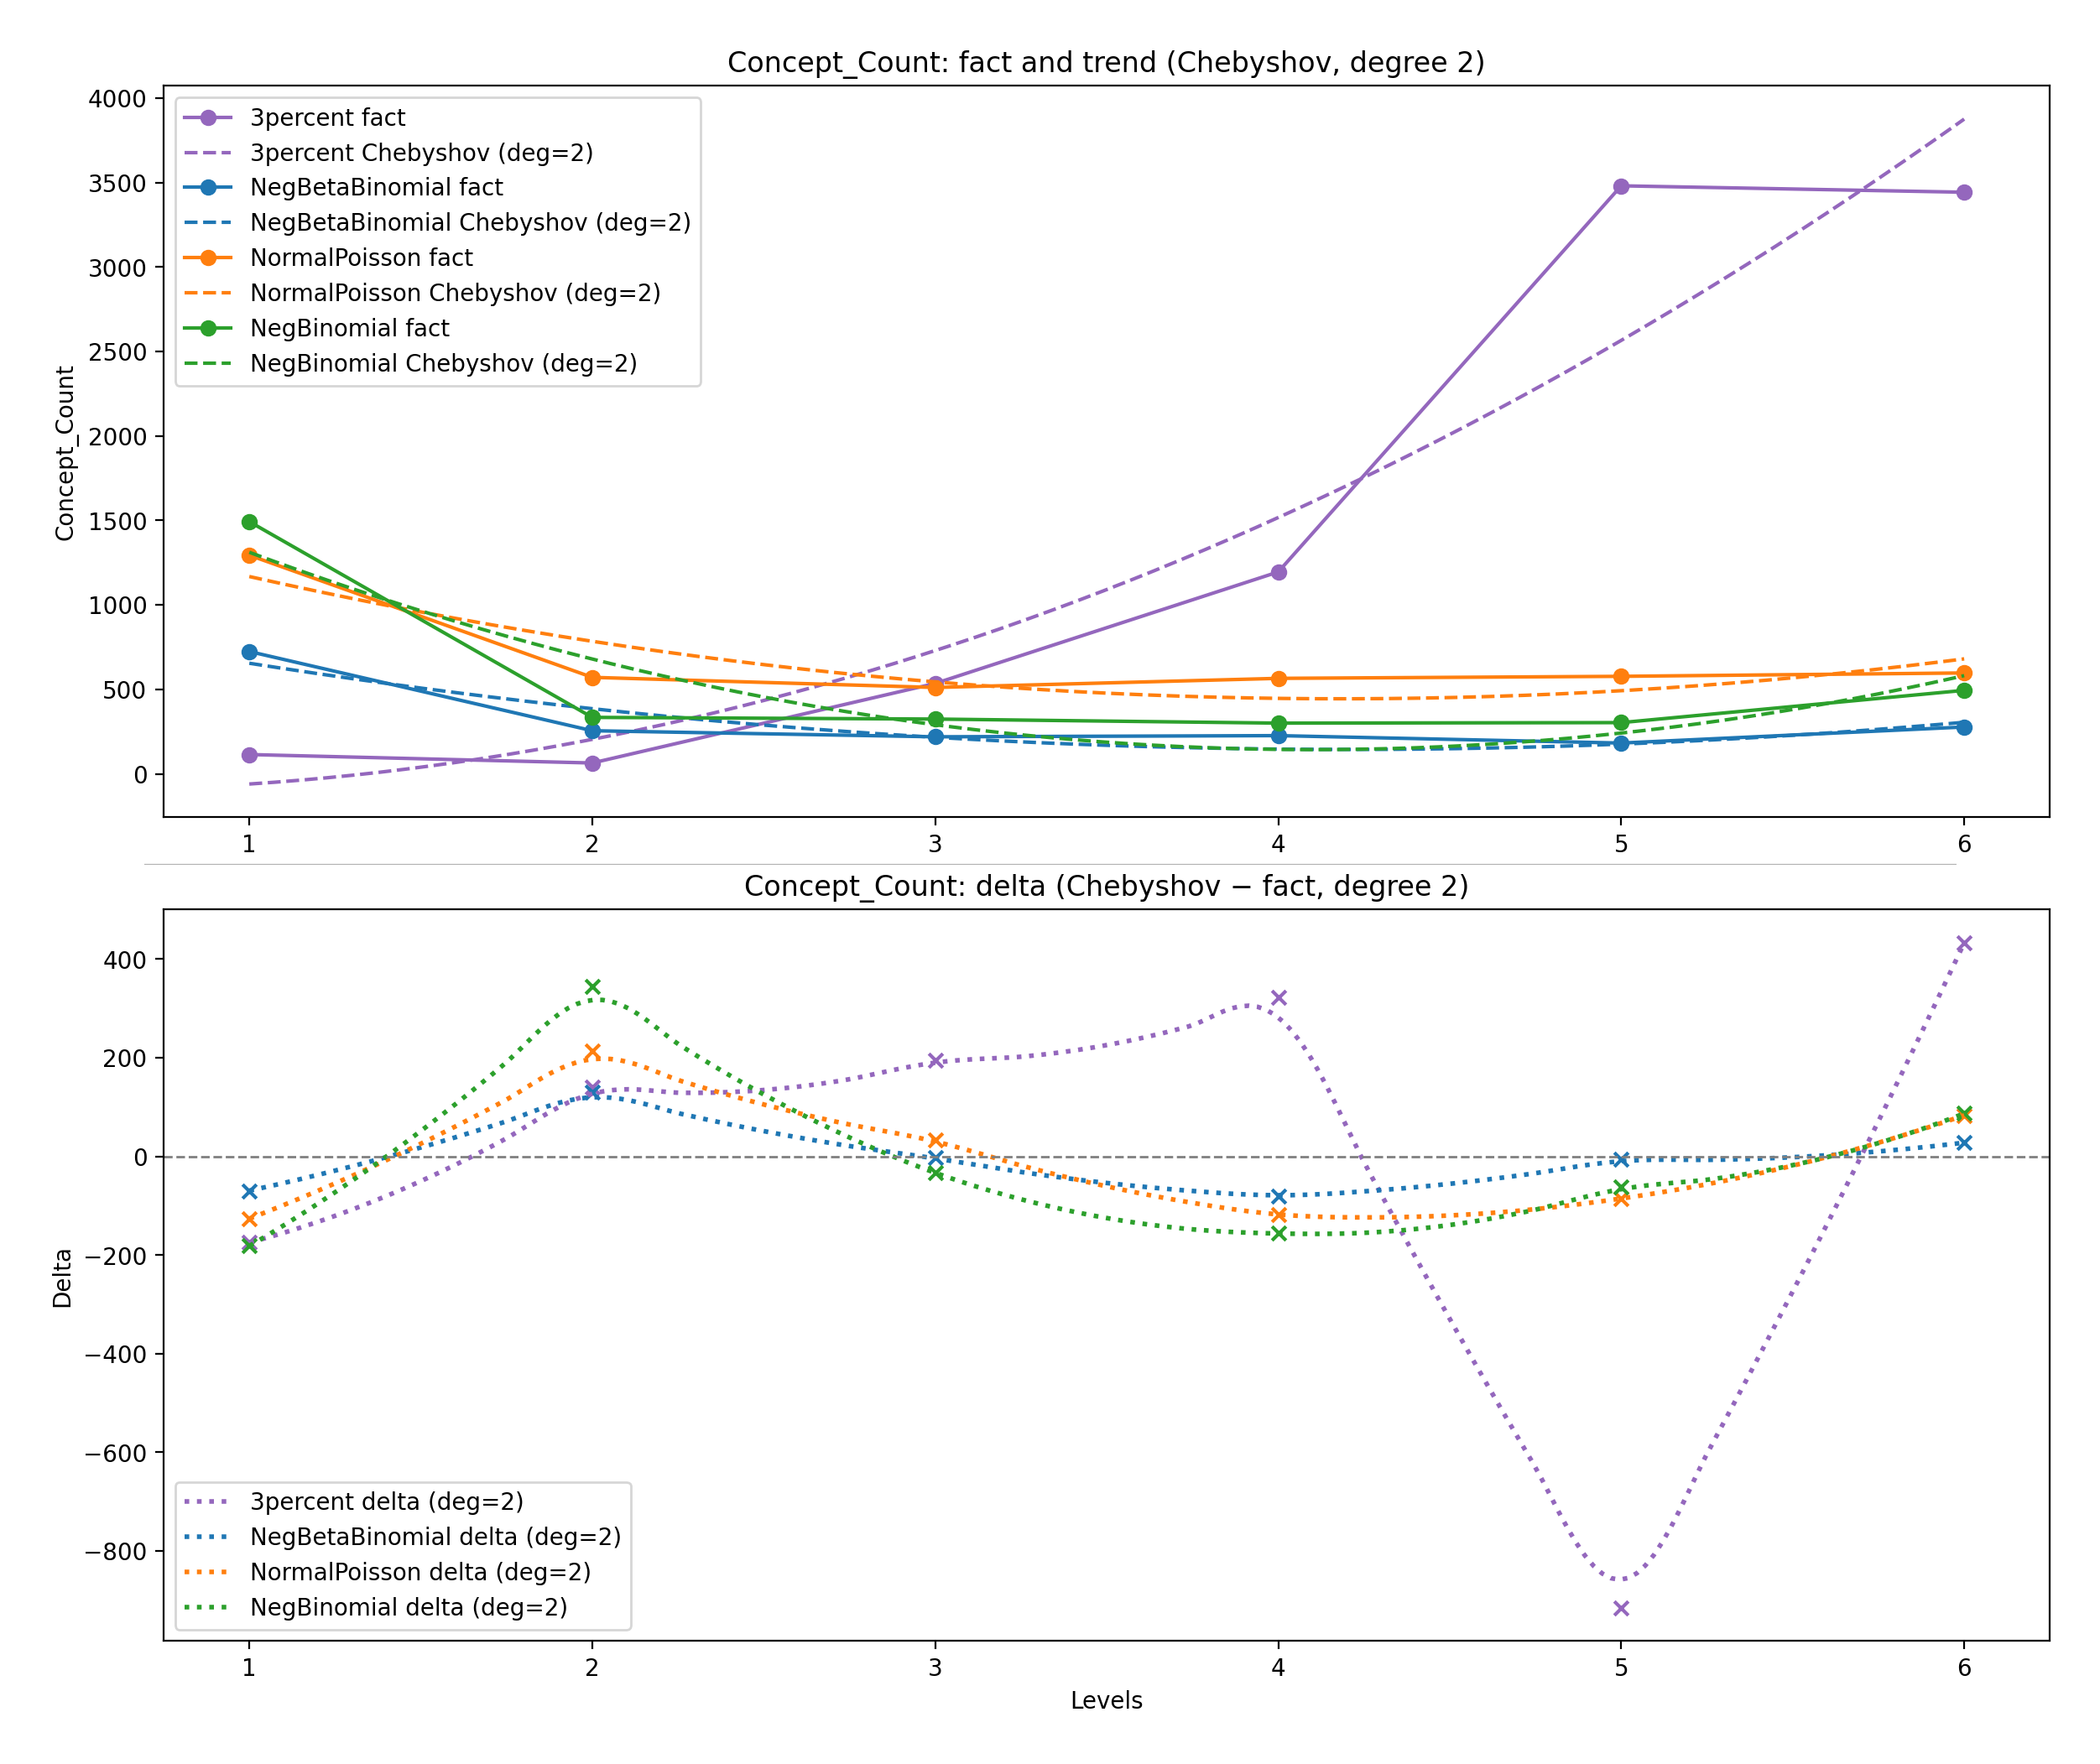 Concept_Count: fact and trend (Chebyshov, degree 2)
Concept_Count
4000
3500
3000
2500
2000
1500
1000
500
0
3percent fact
3percent Chebyshov (deg=2)
NegBetaBinomial fact
NegBetaBinomial Chebyshov (deg=2)
NormalPoisson fact
NormalPoisson Chebyshov (deg=2)
NegBinomial fact
NegBinomial Chebyshov (deg=2)
1 2 3 4 5 6
Concept_Count: delta (Chebyshov − fact, degree 2)
Delta
400
200
0
−200
−400
−600
−800
3percent delta (deg=2)
NegBetaBinomial delta (deg=2)
NormalPoisson delta (deg=2)
NegBinomial delta (deg=2)
1 2 3 4 5 6
Levels